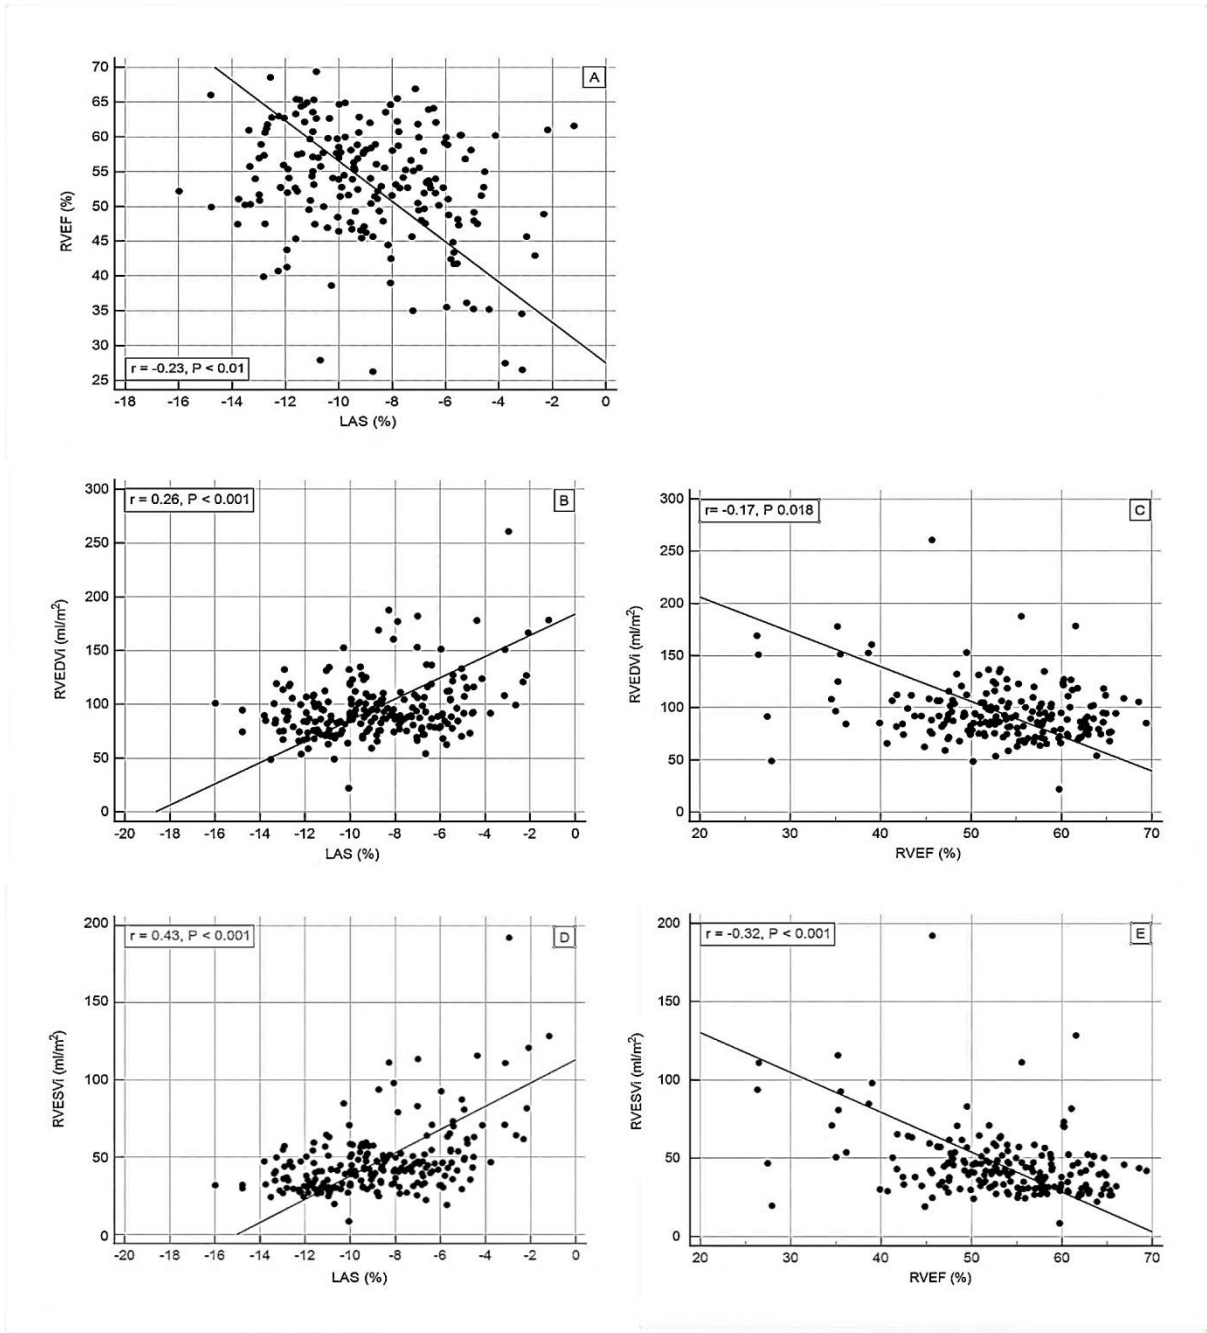 A
70
65
60
55
50
45
40
35
30
25
RVEF (%)
r = -0.23, P < 0.01
-18 -16 -14 -12 -10 -8 -6 -4 -2 0
LAS (%)
B
r = 0.26, P < 0.001
300
250
200
150
100
50
0
RVEDVi (ml/m²)
-20 -18 -16 -14 -12 -10 -8 -6 -4 -2 0
LAS (%)
C
r= -0.17, P 0.018
300
250
200
150
100
50
0
RVEDVi (ml/m²)
20 30 40 50 60 70
RVEF (%)
D
r = 0.43, P < 0.001
200
150
100
50
0
RVESVi (ml/m²)
-20 -18 -16 -14 -12 -10 -8 -6 -4 -2 0
LAS (%)
E
r = -0.32, P < 0.001
200
150
100
50
0
RVESVi (ml/m²)
20 30 40 50 60 70
RVEF (%)